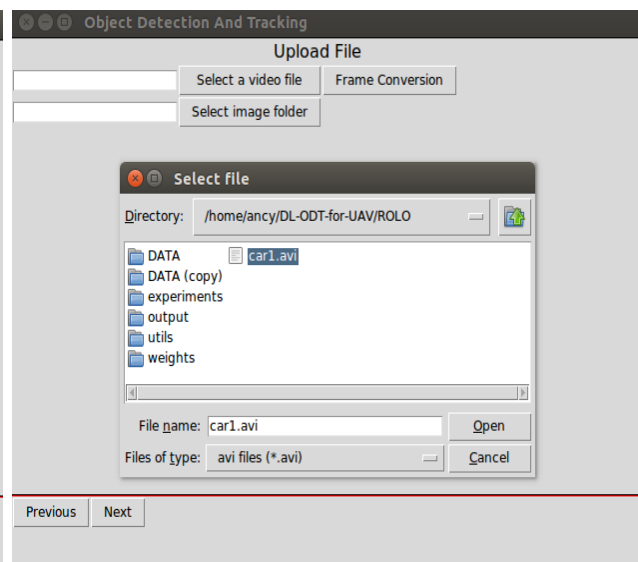 Object Detection And Tracking
Upload File
Select a video file Frame Conversion
Select image folder
Select file
Directory: /home/ancy/DL-ODT-for-UAV/ROLO
DATA car1.avi
DATA (copy)
experiments
output
utils
weights
File name: car1.avi Open
Files of type: avi files (*.avi) Cancel
Previous Next